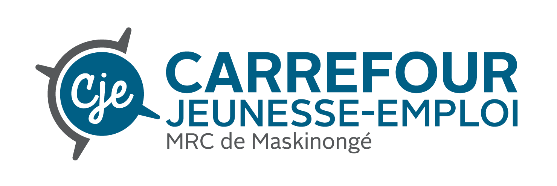 cje
CARREFOUR
JEUNESSE-EMPLOI
MRC de Maskinongé